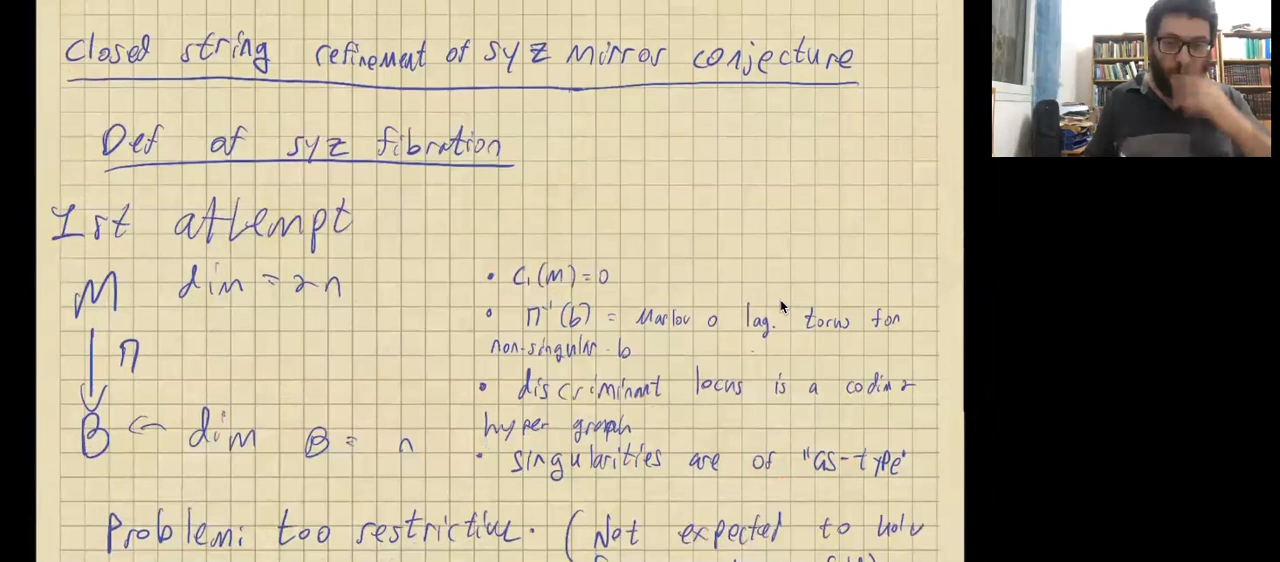 Closed string refinement of SYZ mirror conjecture
Def of SYZ fibration
1st attempt
M dim = 2n
π
B ← dim B = n
• C₁(M)=0
• π⁻¹(b) = Maslov 0 lag. torus for
non-singular b
• discriminant locus is a codim 2
hyper graph
• singularities are of "GS-type"
Problem: too restrictive. (Not expected to hold